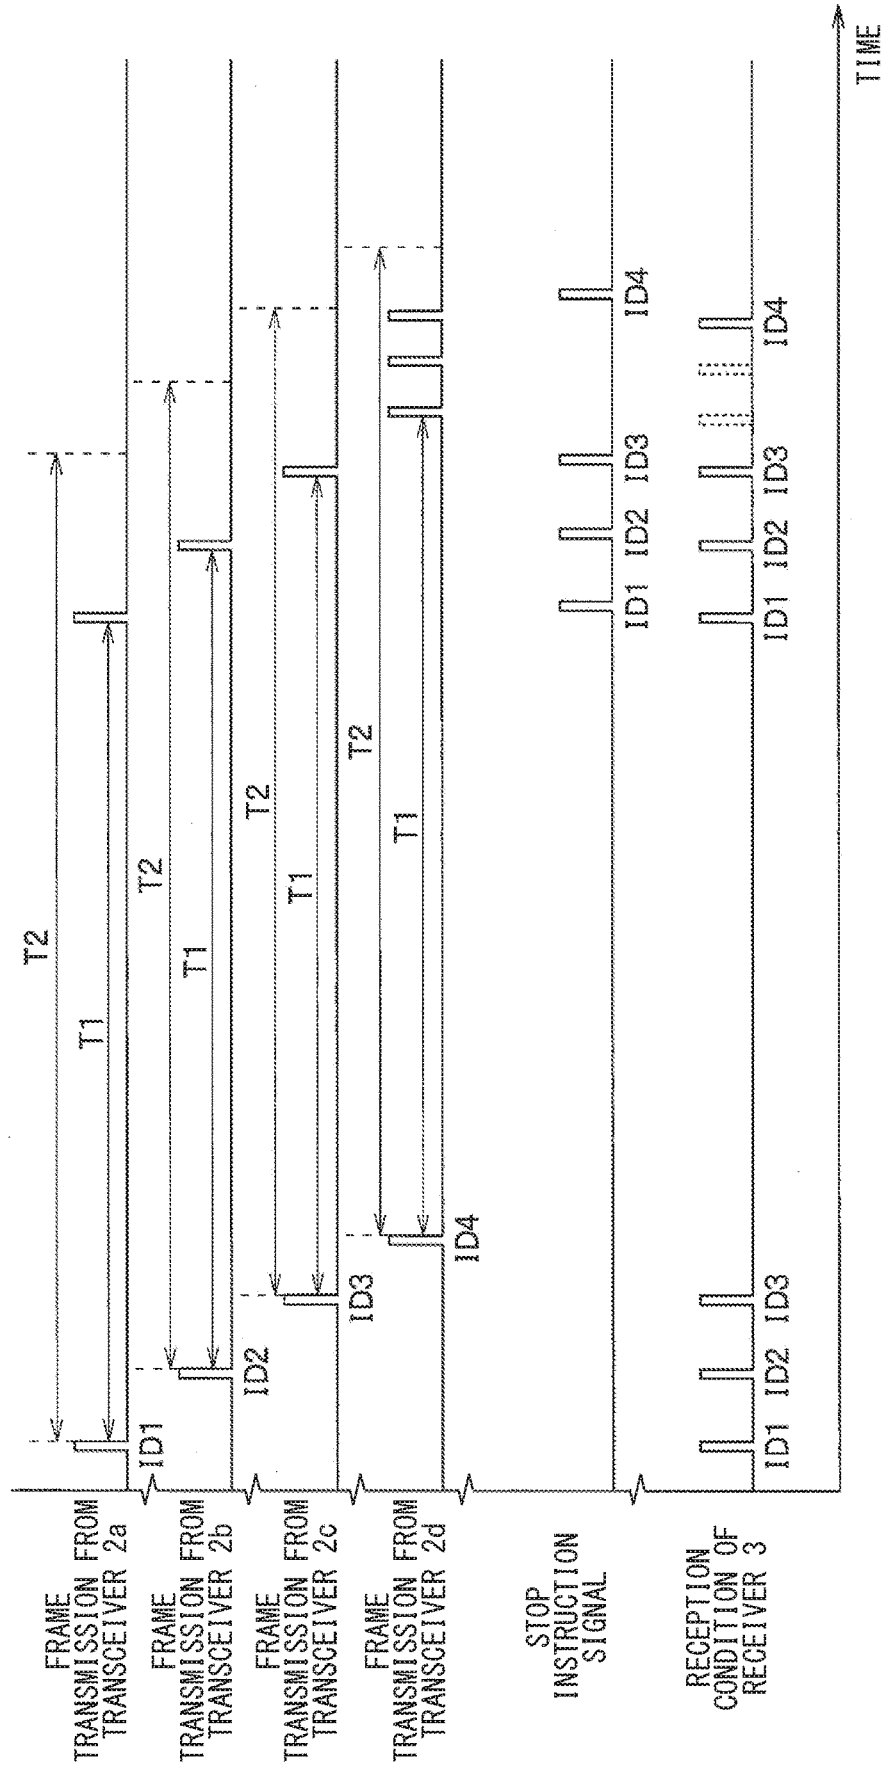 FRAME
TRANSMISSION FROM
TRANSCEIVER 2a
T2
T1
ID1
FRAME
TRANSMISSION FROM
TRANSCEIVER 2b
T2
T1
ID2
FRAME
TRANSMISSION FROM
TRANSCEIVER 2c
T2
T1
ID3
FRAME
TRANSMISSION FROM
TRANSCEIVER 2d
T2
T1
ID4
STOP
INSTRUCTION
SIGNAL
ID1 ID2 ID3 ID4
RECEPTION
CONDITION OF
RECEIVER 3
ID1 ID2 ID3 ID1 ID2 ID3 ID4
TIME